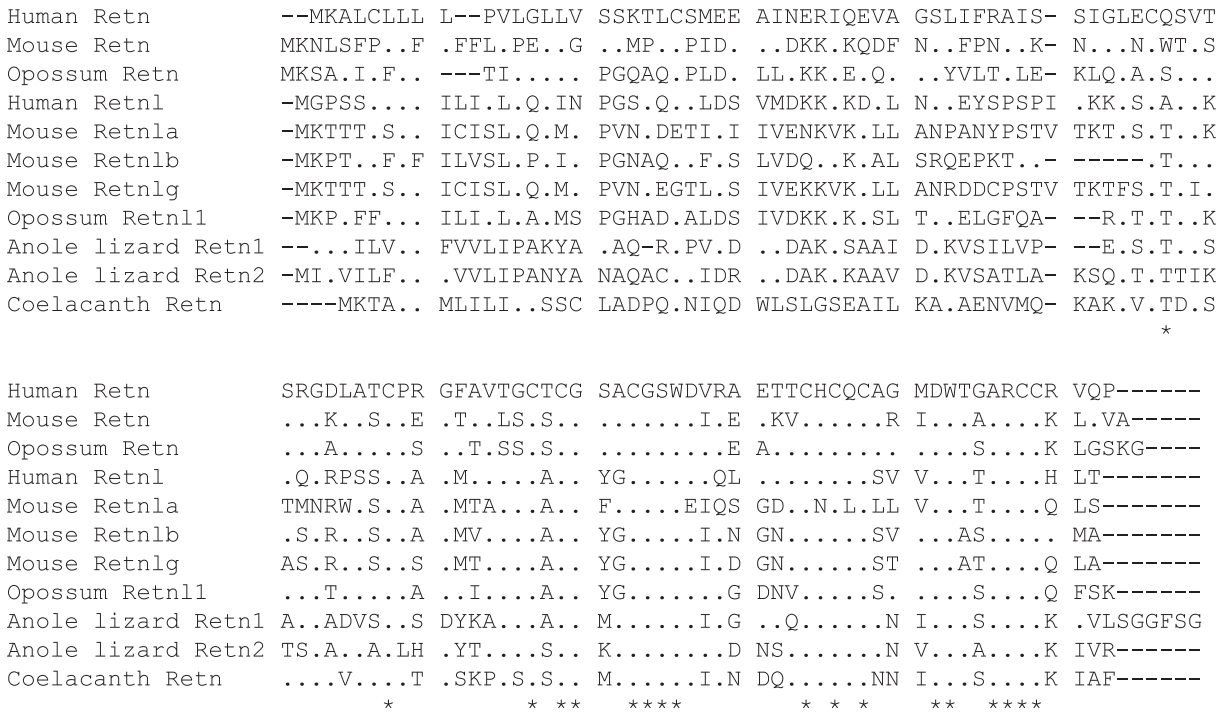 Human Retn --MKALCLLL L--PVLGLLV SSKTLCSMEE AINERIQEVA GSLIFRAIS- SIGLECQSVT
Mouse Retn MKNLSFP..F .FFL.PE..G ..MP..PID. ..DKK.KQDF N..FPN..K- N...N.WT.S
Opossum Retn MKSA.I.F.. ---TI..... PGQAQ.PLD. LL.KK.E.Q. ..YVLT.LE- KLQ.A.S...
Human Retnl -MGPSS.... ILI.L.Q.IN PGS.Q..LDS VMDKK.KD.L N..EYSPSPI .KK.S.A..K
Mouse Retnla -MKTTT.S.. ICISL.Q.M. PVN.DETI.I IVENKVK.LL ANPANYPSTV TKT.S.T..K
Mouse Retnlb -MKPT..F.F ILVSL.P.I. PGNAQ..F.S LVDQ..K.AL SRQEPKT..- -----.T...
Mouse Retnlg -MKTTT.S.. ICISL.Q.M. PVN.EGTL.S IVEKKVK.LL ANRDDCPSTV TKTFS.T.I.
Opossum Retnl1 -MKP.FF... ILI.L.A.MS PGHAD.ALDS IVDKK.K.SL T..ELGFQA- --R.T.T..K
Anole lizard Retn1 --...ILV.. FVVLIPAKYA .AQ-R.PV.D ..DAK.SAAI D.KVSILVP- --E.S.T..S
Anole lizard Retn2 -MI.VILF.. .VVLIPANYA NAQAC..IDR ..DAK.KAAV D.KVSATLA- KSQ.T.TTIK
Coelacanth Retn ----MKTA.. MLILI..SSC LADPQ.NIQD WLSLGSEAIL KA.AENVMQ- KAK.V.TD.S
*
Human Retn SRGDLATCPR GFAVTGCTCG SACGSWDVRA ETTCHCQCAG MDWTGARCCR VQP------
Mouse Retn ...K..S..E .T..LS.S.. .......I.E .KV......R I...A....K L.VA-----
Opossum Retn ...A.....S ..T.SS.S.. .........E A......... ....S....K LGSKG----
Human Retnl .Q.RPSS..A .M.....A.. YG.....QL ........SV V...T....H LT-------
Mouse Retnla TMNRW.S..A .MTA...A.. F.....EIQS GD..N.L.LL V...T....Q LS-------
Mouse Retnlb .S.R..S..A .MV....A.. YG.....I.N GN......SV ...AS..... MA-------
Mouse Retnlg AS.R..S..S .MT....A.. YG.....I.D GN......ST ...AT....Q LA-------
Opossum Retnl1 ...T.....A ..I....A.. YG.......G DNV.....S. ....S....Q FSK------
Anole lizard Retn1 A..ADVS..S DYKA...A.. M......I.G ..Q......N I...S....K .VLSGGFSG
Anole lizard Retn2 TS.A..A.LH .YT....S.. K........D NS.......N V...A....K IVR------
Coelacanth Retn ....V....T .SKP.S.S.. M......I.N DQ......NN I...S....K IAF------
* * ** **** * * * ** ****